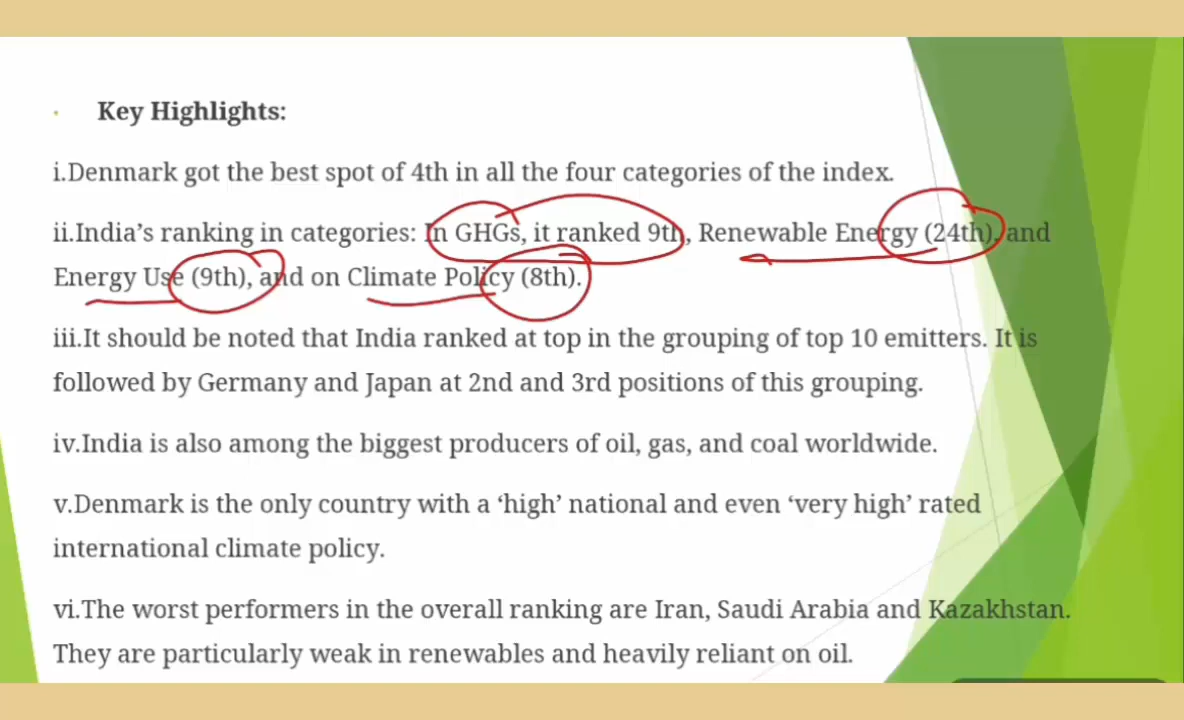 Key Highlights:
i.Denmark got the best spot of 4th in all the four categories of the index.
ii.India’s ranking in categories: In GHGs, it ranked 9th, Renewable Energy (24th), and
Energy Use (9th), and on Climate Policy (8th).
iii.It should be noted that India ranked at top in the grouping of top 10 emitters. It is
followed by Germany and Japan at 2nd and 3rd positions of this grouping.
iv.India is also among the biggest producers of oil, gas, and coal worldwide.
v.Denmark is the only country with a ‘high’ national and even ‘very high’ rated
international climate policy.
vi.The worst performers in the overall ranking are Iran, Saudi Arabia and Kazakhstan.
They are particularly weak in renewables and heavily reliant on oil.